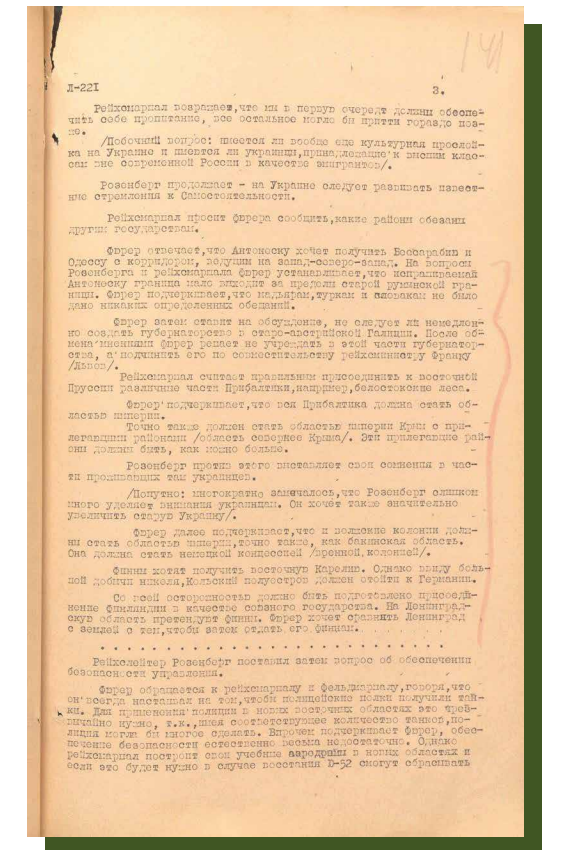 141
Л-221
3.
Рейхсмаршал возращает,что мы в первую очередт должны обеспе-
чить себе пропитание, все остальное могло бы притти гораздо поз-
же.
/Побочный вопрос: имеется ли вообще еще культурная прослой-
ка на Украине и имеются ли украинцы,принадлежащие к высшим клас-
сам вне современной России в качестве эмигрантов/.
Розенберг продолжает - на Украине следует развивать извест-
ные стремления к Самостоятельности.
Рейхсмаршал просит фюрера сообщить,какие районы обезаны
другим государствам.
Фюрер отвечает,что Антонеску хочет получить Бессарабию и
Одессу с корридором, ведущим на запад-северо-запад. На вопросы
Розенберга и рейхсмаршала фюрер устанавливает,что испрашиваемая
Антонеску граница мало выходит за пределы старой румынской гра-
ницы. Фюрер подчеркивает,что мадьярам,туркам и словакам не было
дано никаких определенных обещаний.
Фюрер затем ставит на обсуждение, не следует ли немедлен-
но создать губернаторство в старо-австрийской Галиции. После об-
мена мнениями фюрер решает не учреждать в этой части губернатор-
ства, а подчинить его по совместительству рейхсминистру Франку
/Львов/.
Рейхсмаршал считает правильным присоединить к восточной
Пруссии различные части Прибалтики,например,белостокские леса.
Фюрер подчеркивает,что вся Прибалтика должна стать об-
ластью империи.
Точно также должен стать областью империи Крым с при-
легающими районами /область севернее Крыма/. Эти прилегающие рай-
оны должны быть, как можно больше.
Розенберг против этого выставляет свои сомнения в час-
ти проживающих там украинцев.
/Попутно: многократно замечалось,что Розенберг слишком
много уделяет внимания украинцам. Он хочет также значительно
увеличить старую Украину/.
Фюрер далее подчеркивает,что и волжские колонии долж-
ны стать областью империи,точно также, как бакинская область.
Она должна стать немецкой концессией /военной,колонией/.
Финны хотят получить восточную Карелию. Однако ввиду боль-
шой добычи никеля,Кольский полуостров должен отойти к Германии.
Со всей осторожностью должно быть подготовлено присоеди-
нение Финляндии в качестве союзного государства. На Ленинград-
скую область претендуют финны. Фюрер хочет сравнить Ленинград
с землей с тем,чтобы затем отдать его финнам.
. . . . . . . . . . . . . . . . . . . . . . . .
Рейхслейтер Розенберг поставил затем вопрос об обеспечении
безопасности управления.
Фюрер обращается к рейхсмаршалу и фельдмаршалу,говоря,что
он всегда настаивал на том,чтобы полицейские полки получили тан-
ки. Для применения полиции в новых восточных областях это чрез-
вычайно нужно, т.к.,имея соответствующее количество танков,по-
лиция могла бы многое сделать. Впрочем подчеркивает фюрер, обес-
печение безопасности естественно весьма недостаточно. Однако
рейхсмаршал построит свои учебные аэродромы в новых областях и
если это будет нужно в случае восстания Ю-52 смогут сбрасывать